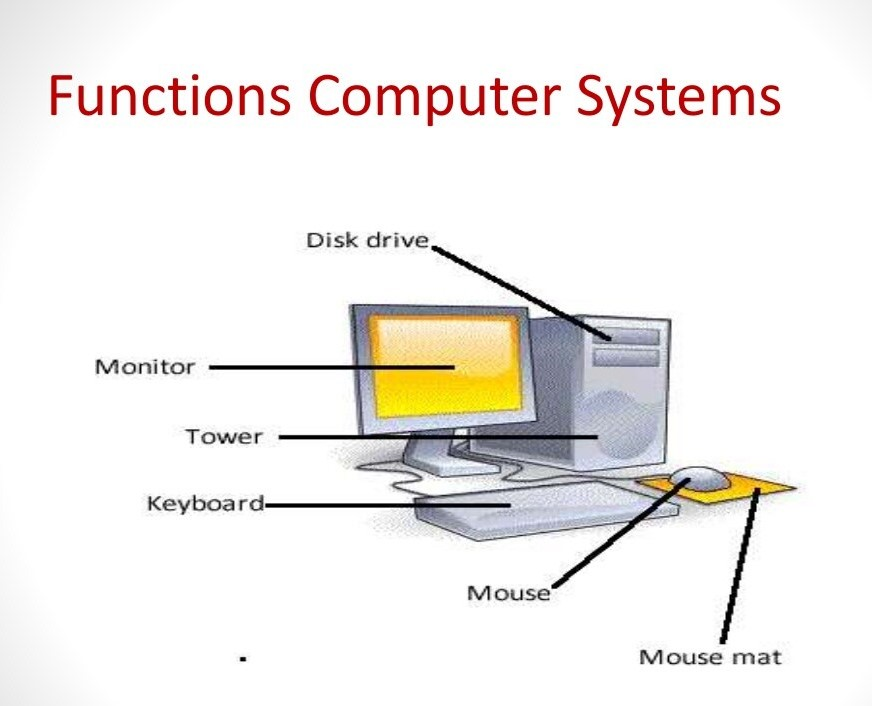 Functions Computer Systems
Disk drive
Monitor
Tower
Keyboard
Mouse
Mouse mat
.